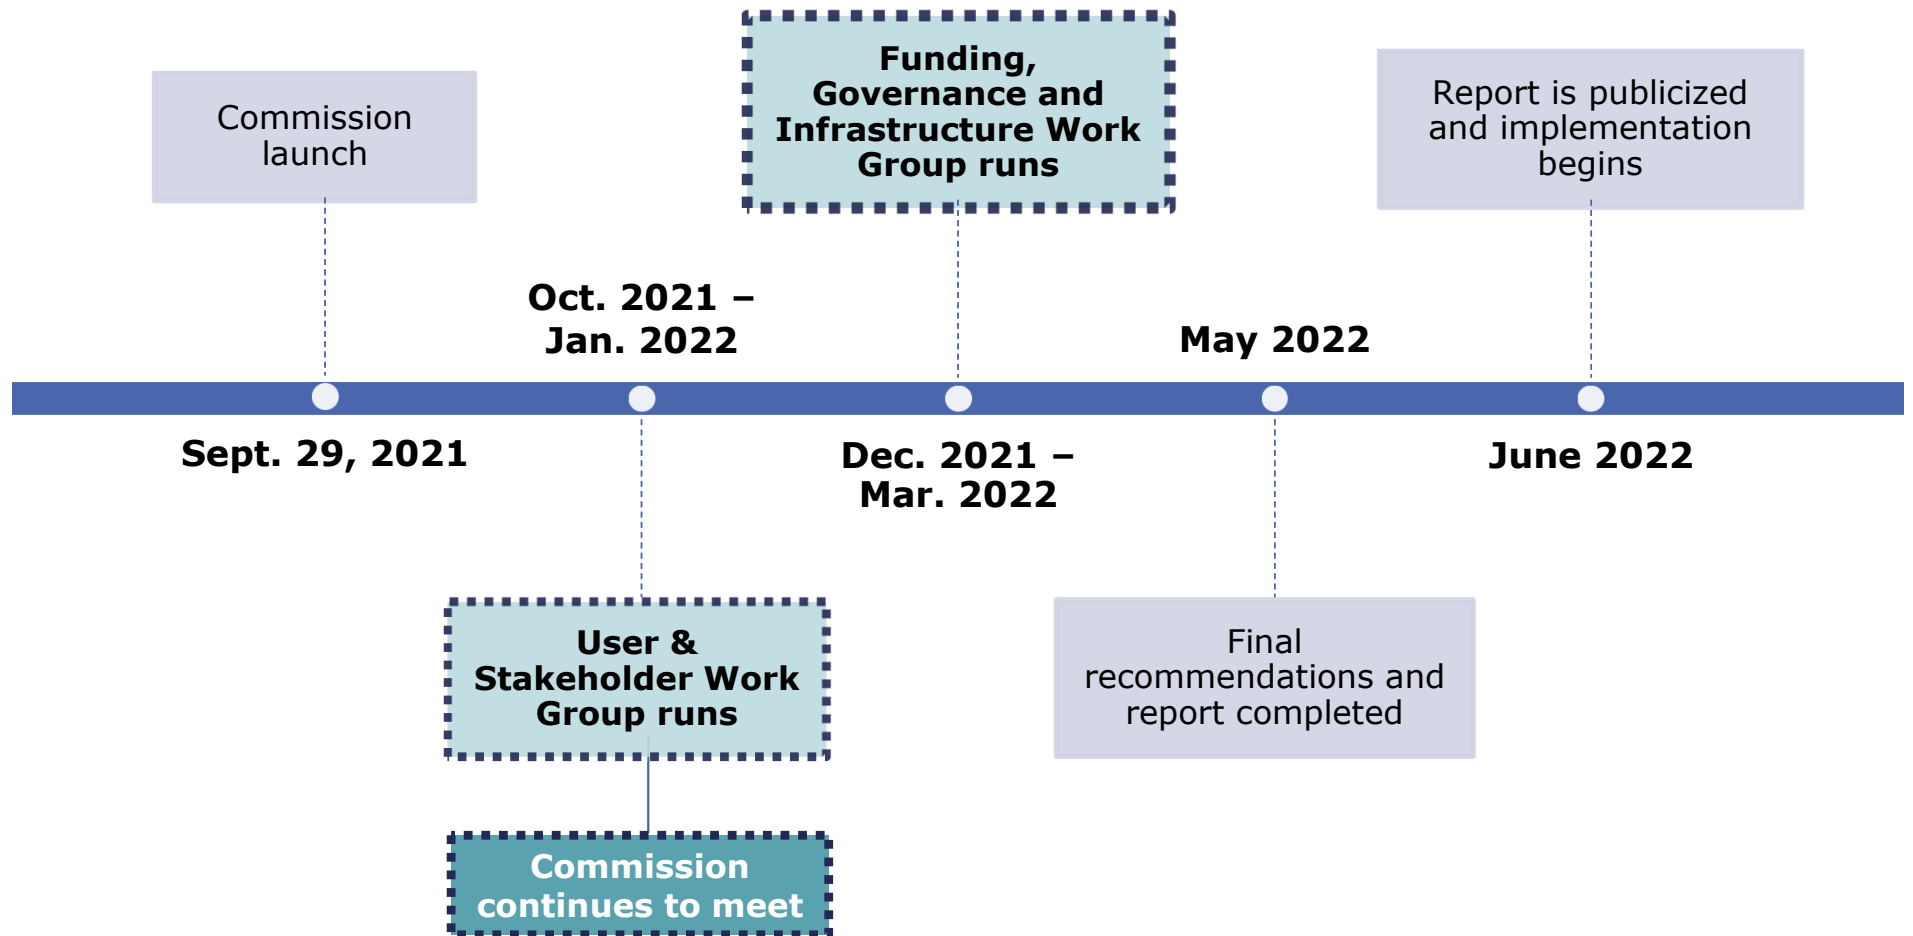 Commission
launch
Sept. 29, 2021
Oct. 2021 –
Jan. 2022
User &
Stakeholder Work
Group runs
Commission
continues to meet
Funding,
Governance and
Infrastructure Work
Group runs
Dec. 2021 –
Mar. 2022
May 2022
Final
recommendations and
report completed
Report is publicized
and implementation
begins
June 2022